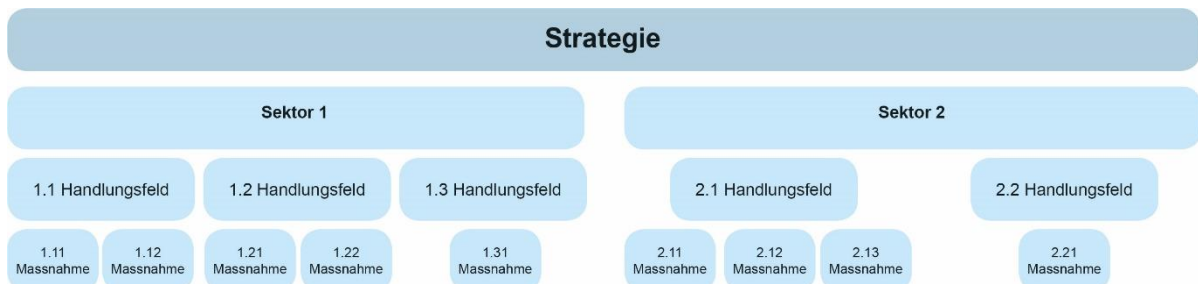 Strategie
Sektor 1
Sektor 2
1.1 Handlungsfeld
1.2 Handlungsfeld
1.3 Handlungsfeld
2.1 Handlungsfeld
2.2 Handlungsfeld
1.11
Massnahme
1.12
Massnahme
1.21
Massnahme
1.22
Massnahme
1.31
Massnahme
2.11
Massnahme
2.12
Massnahme
2.13
Massnahme
2.21
Massnahme